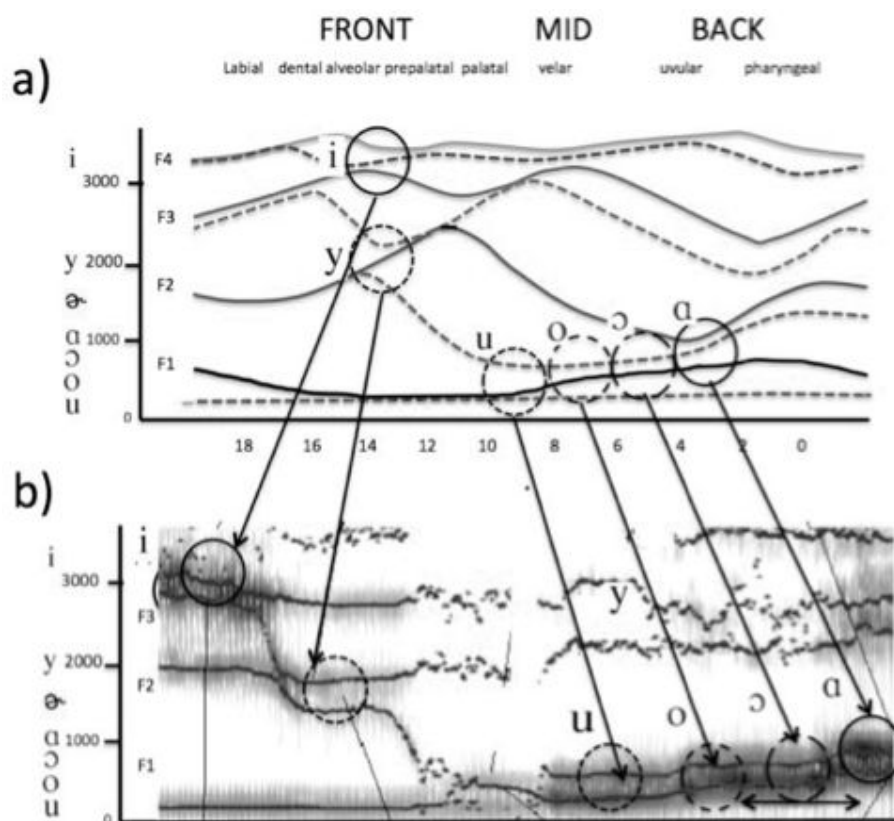 FRONT MID BACK
Labial dental alveolar prepalatal palatal velar uvular pharyngeal
a)
i
F4
i
3000
F3
y
y 2000
F2
u o ɔ ɑ
ɑ 1000
ɔ
F1
o
u
0
18 16 14 12 10 8 6 4 2 0
b)
i
i
3000
F3
y
y
2000
F2
u o ɔ ɑ
ɑ 1000
ɔ
F1
o
u
0